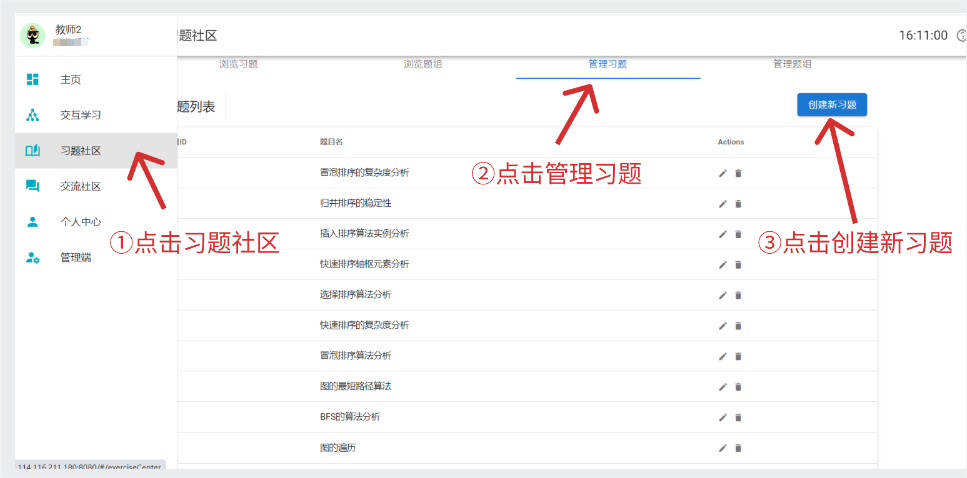 教师2
习题社区
16:11:00
主页
交互学习
习题社区
交流社区
个人中心
管理端
浏览习题
浏览题组
管理习题
管理题组
题列表
创建新习题
ID
题目名
Actions
冒泡排序的复杂度分析
归并排序的稳定性
插入排序算法实例分析
快速排序轴枢元素分析
选择排序算法分析
快速排序的复杂度分析
冒泡排序算法分析
图的最短路径算法
BFS的算法分析
图的遍历
①点击习题社区
②点击管理习题
③点击创建新习题
114.116.211.180:8080/#/exerciseCenter